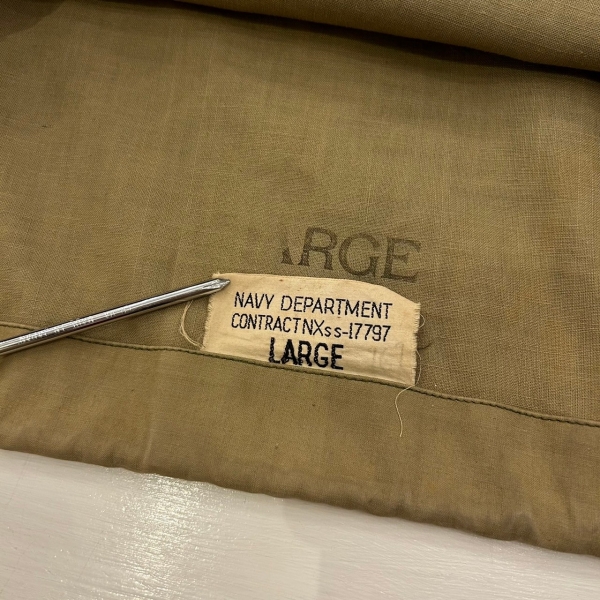 ARGE
NAVY DEPARTMENT
CONTRACT NXss-17797
LARGE